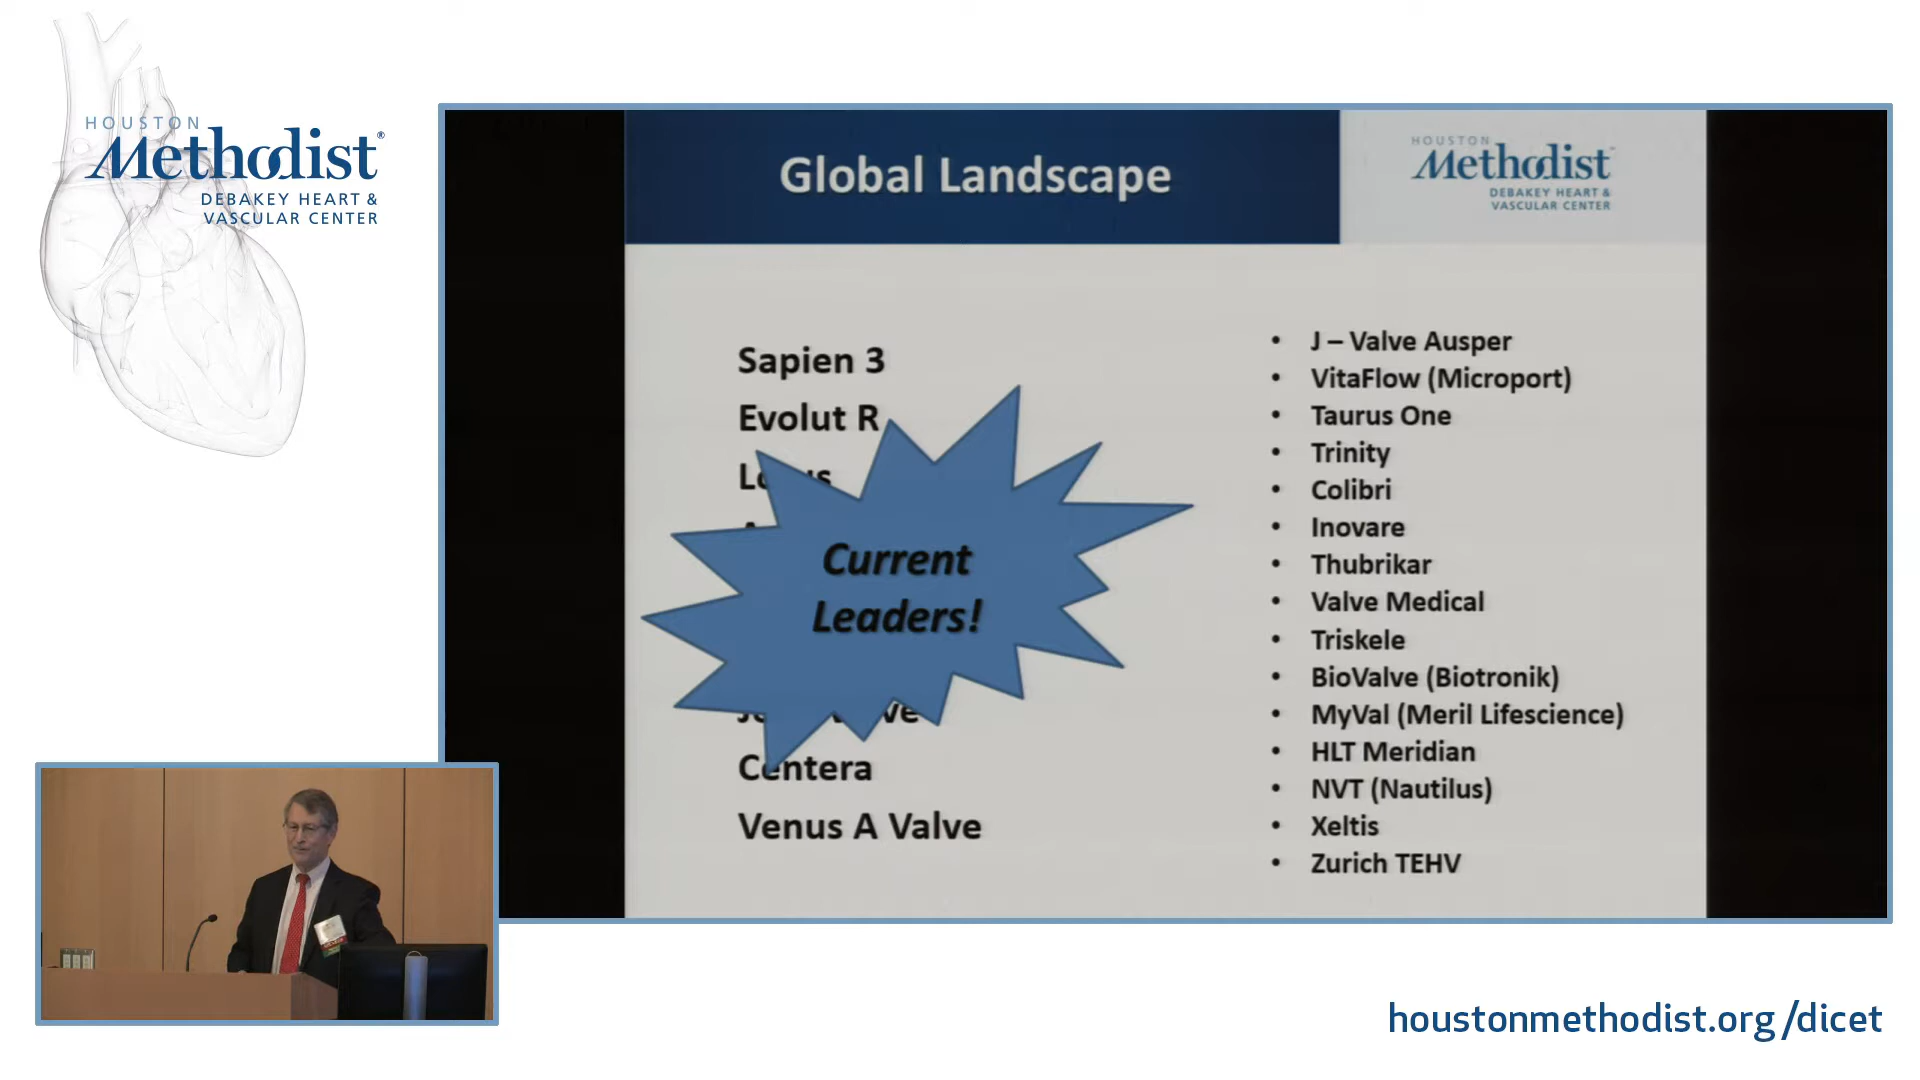 HOUSTON
Methodist®
DEBAKEY HEART &
VASCULAR CENTER
Global Landscape
HOUSTON
Methodist
DEBAKEY HEART &
VASCULAR CENTER
Sapien 3
Evolut R
Current
Leaders!
Centera
Venus A Valve
• J – Valve Ausper
• VitaFlow (Microport)
• Taurus One
• Trinity
• Colibri
• Inovare
• Thubrikar
• Valve Medical
• Triskele
• BioValve (Biotronik)
• MyVal (Meril Lifescience)
• HLT Meridian
• NVT (Nautilus)
• Xeltis
• Zurich TEHV
houstonmethodist.org/dicet